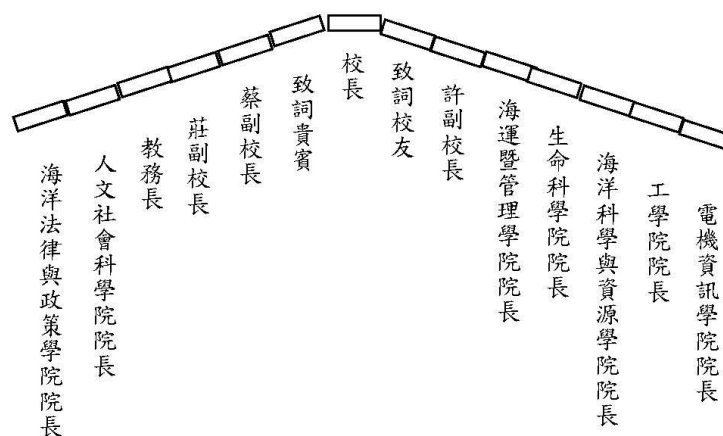 海洋法律與政策學院院長
人文社會科學院院長
教務長
莊副校長
蔡副校長
致詞貴賓
校長
致詞校友
許副校長
海運暨管理學院院長
生命科學院院長
海洋科學與資源學院院長
工學院院長
電機資訊學院院長